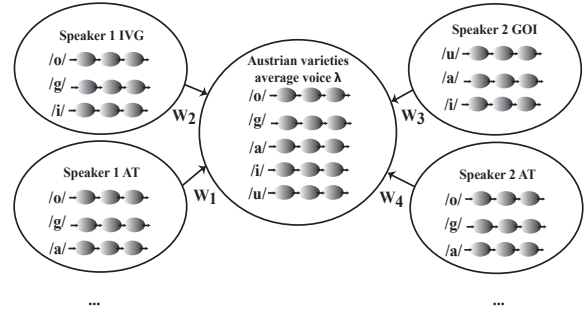 Speaker 1 IVG
/o/
/g/
/i/
W2
Speaker 1 AT
/o/
/g/
/a/
W1
...
Austrian varieties
average voice λ
/o/
/g/
/a/
/i/
/u/
Speaker 2 GOI
/u/
/a/
/i/
W3
Speaker 2 AT
/o/
/g/
/a/
W4
...